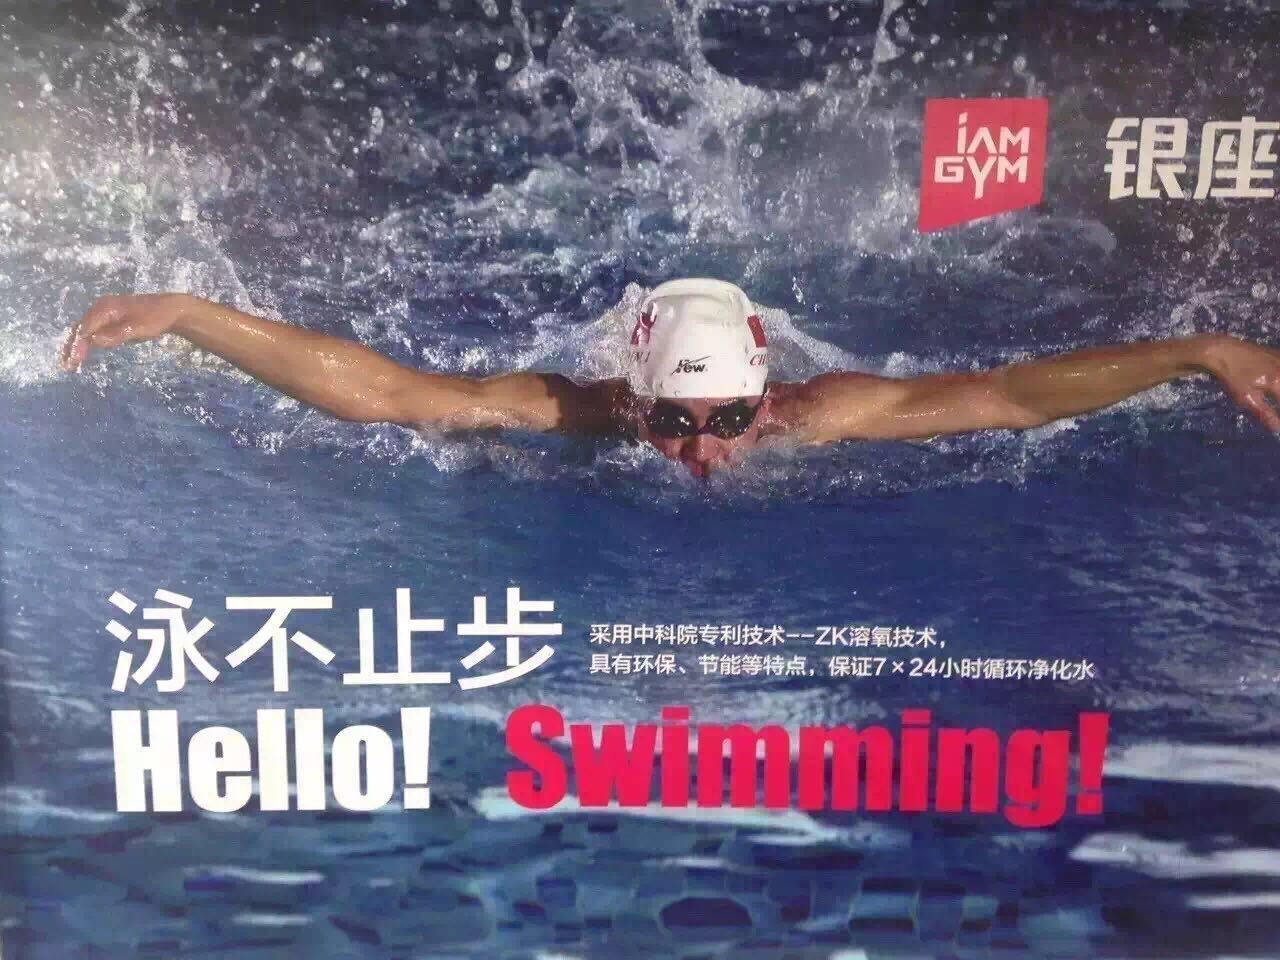 iAM
GYM
银座
Yew
CH
泳不止步
采用中科院专利技术--ZK溶氧技术，
具有环保、节能等特点，保证7×24小时循环净化水
Hello! Swimming!